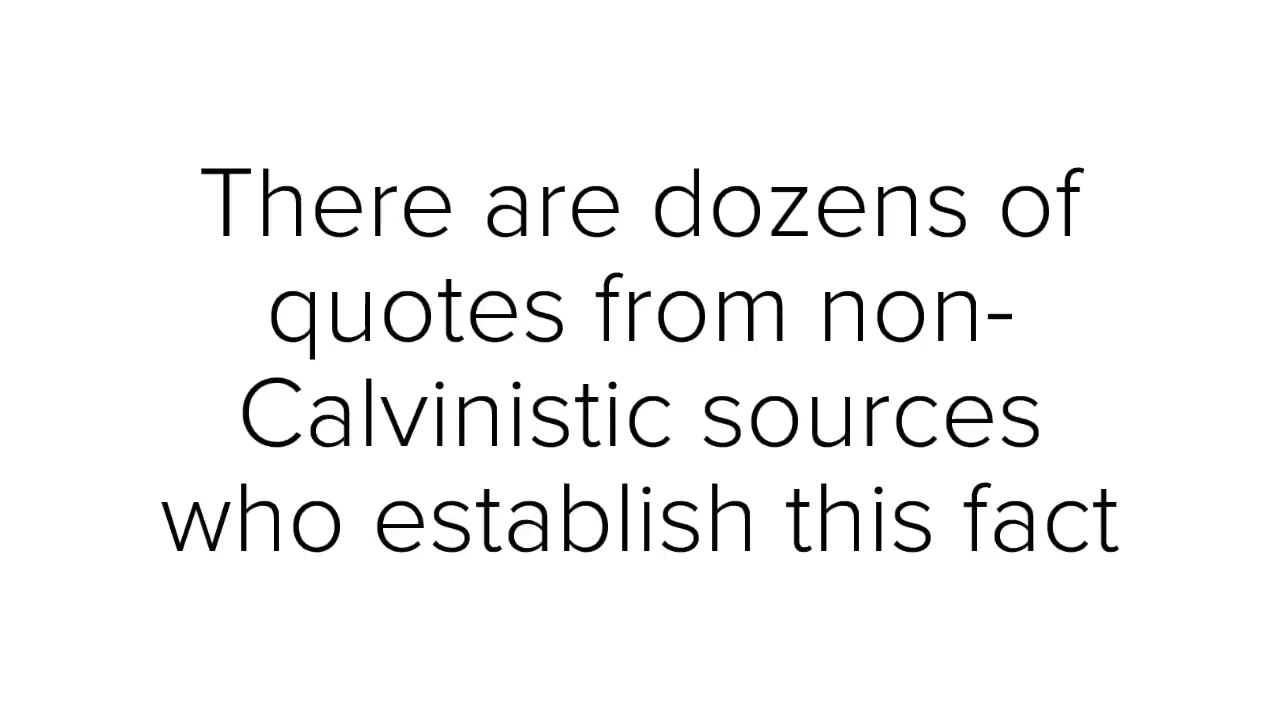 There are dozens of
quotes from non-
Calvinistic sources
who establish this fact